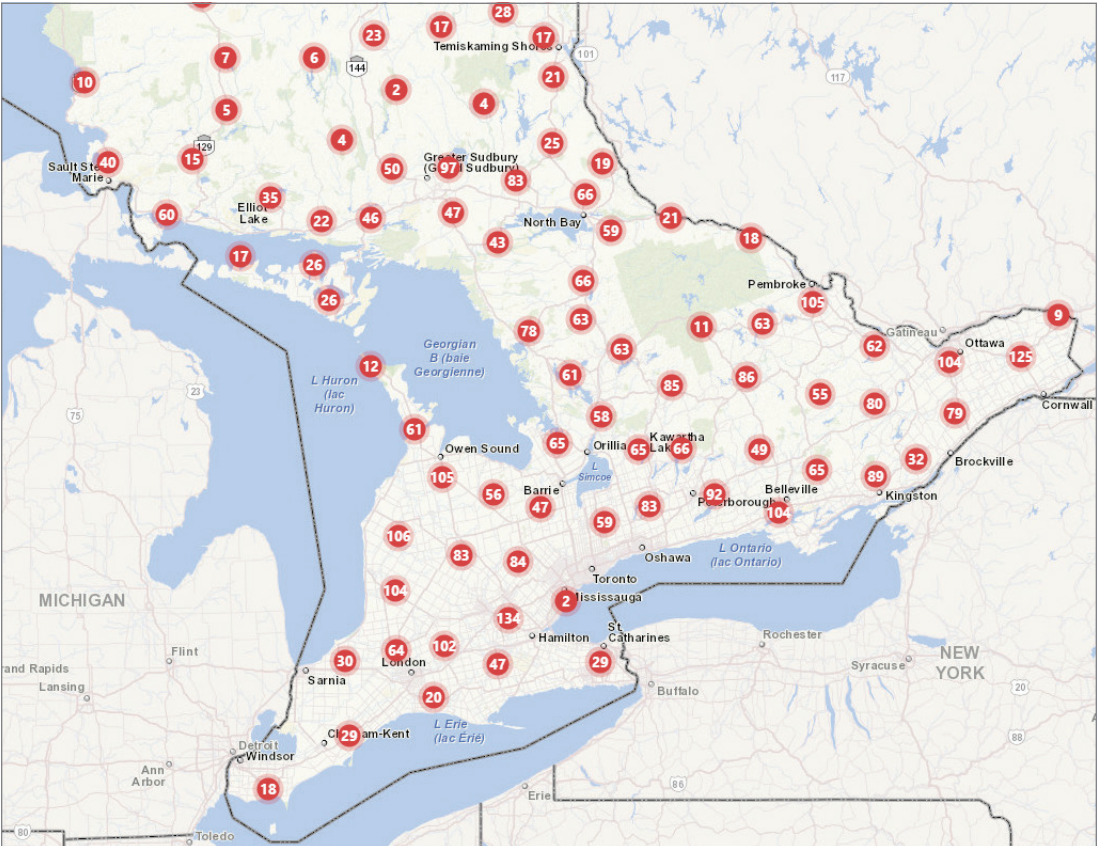 28
17
23
17
Temiskaming Shores
101
7
6
144
21
117
10
2
4
5
4
25
129
15
40
Sault Ste
Marie
50
Greater Sudbury
97
83
19
35
Elliot
Lake
66
60
22
46
47
North Bay
59
21
18
43
17
26
66
Pembroke
26
105
63
11
63
9
78
Gatineau
62
Ottawa
Georgian
B (baie
Georgienne)
63
104
125
12
61
L Huron
(lac
Huron)
85
86
23
55
80
75
58
79
Cornwall
61
65
Orillia
65
Kawartha
66
49
Owen Sound
32
Brockville
105
L
Simcoe
65
89
56
Barrie
92
Peterborough
Belleville
Kingston
47
83
104
59
106
83
84
Oshawa
L Ontario
(lac Ontario)
Toronto
104
MICHIGAN
2
Mississauga
134
St.
Catharines
Hamilton
Rochester
102
64
London
Flint
30
47
29
Syracuse
NEW
YORK
rand Rapids
Sarnia
Lansing
Buffalo
20
20
L Erie
(lac Érié)
29
Chatham-Kent
88
Detroit
Windsor
Ann
Arbor
18
86
Erie
80
Toledo